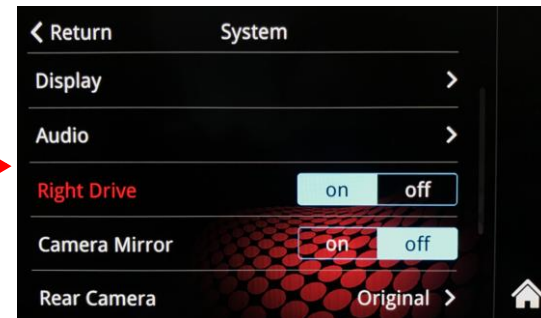 Return System
Display
Audio
Right Drive on off
Camera Mirror on off
Rear Camera Original